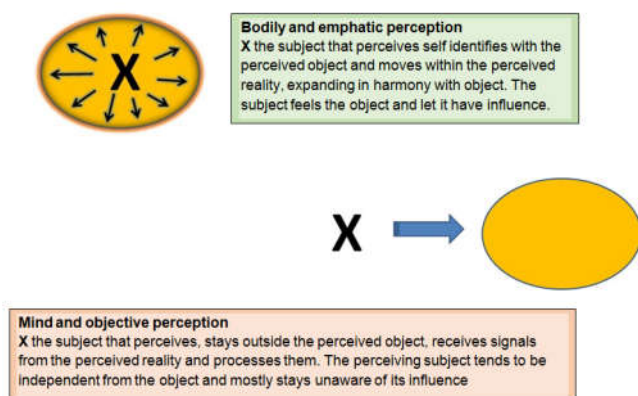 X
Bodily and emphatic perception
X the subject that perceives self identifies with the
perceived object and moves within the perceived
reality, expanding in harmony with object. The
subject feels the object and let it have influence.
X
Mind and objective perception
X the subject that perceives, stays outside the perceived object, receives signals
from the perceived reality and processes them. The perceiving subject tends to be
independent from the object and mostly stays unaware of its influence